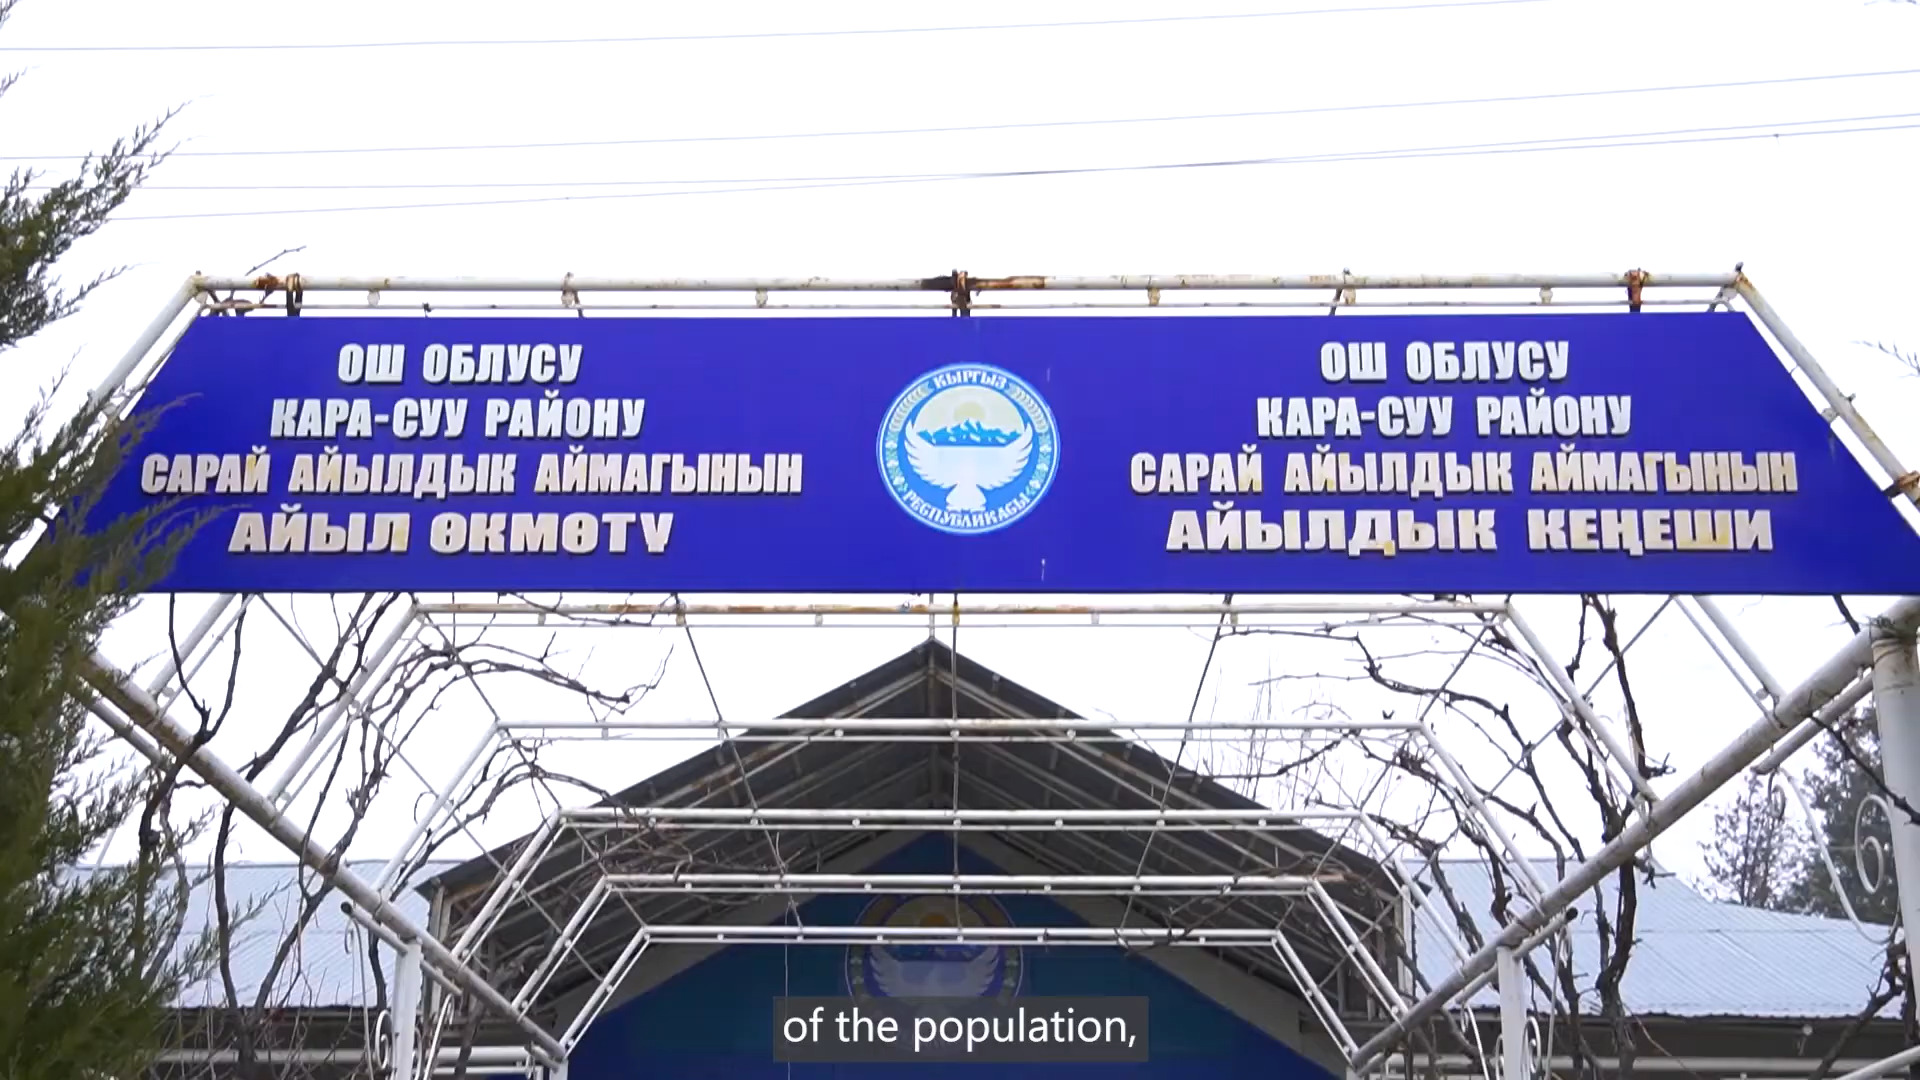 ОШ ОБЛУСУ
КАРА-СУУ РАЙОНУ
САРАЙ АЙЫЛДЫК АЙМАГЫНЫН
АЙЫЛ ӨКМӨТҮ
КЫРГЫЗ
РЕСПУБЛИКАСЫ
ОШ ОБЛУСУ
КАРА-СУУ РАЙОНУ
САРАЙ АЙЫЛДЫК АЙМАГЫНЫН
АЙЫЛДЫК КЕҢЕШИ
of the population,